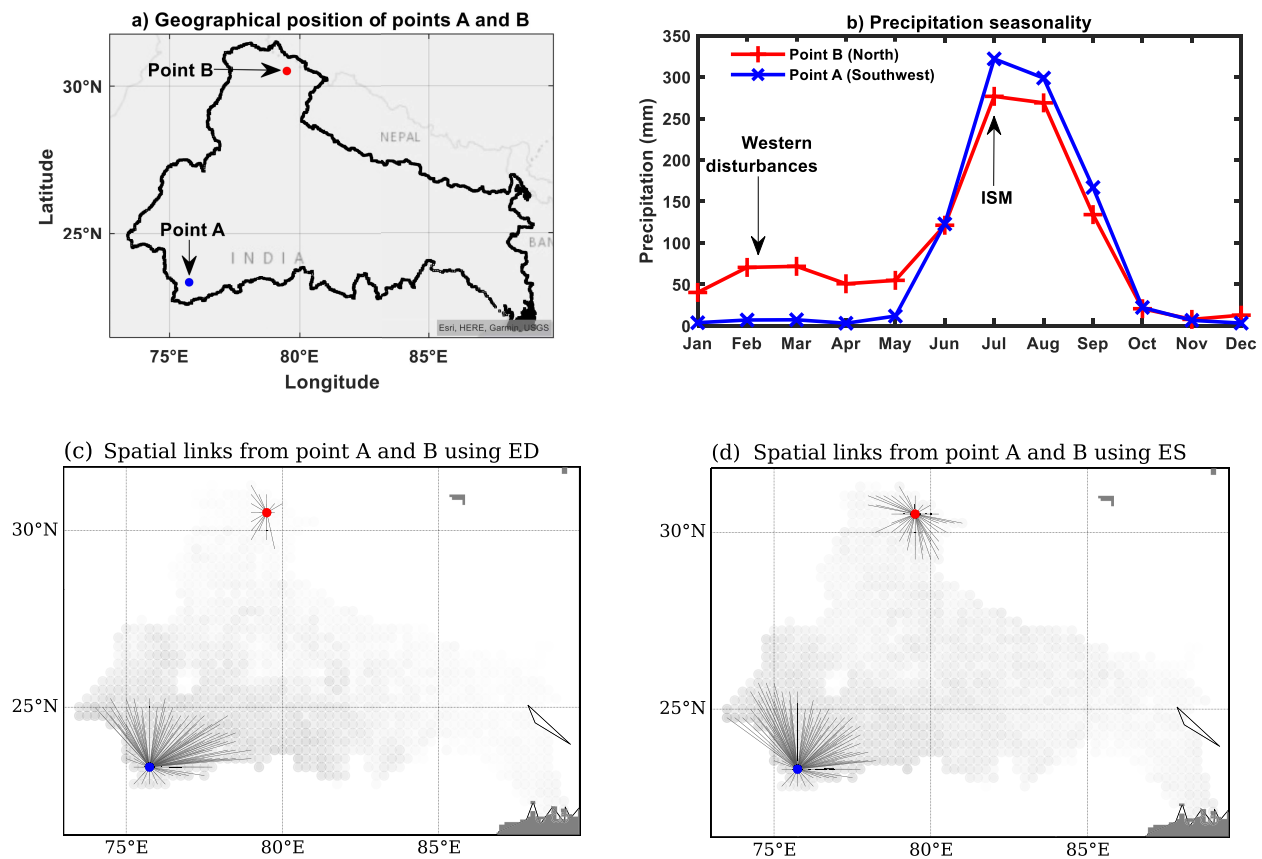 a) Geographical position of points A and B
Point B
30°N
NEPAL
Latitude
Point A
25°N
INDIA
BAN
Esri, HERE, Garmin, USGS
75°E 80°E 85°E
Longitude
b) Precipitation seasonality
350
300
250
200
150
100
50
0
Precipitation (mm)
Point B (North)
Point A (Southwest)
Western
disturbances
ISM
Jan Feb Mar Apr May Jun Jul Aug Sep Oct Nov Dec
(c) Spatial links from point A and B using ED
30°N
25°N
75°E 80°E 85°E
(d) Spatial links from point A and B using ES
30°N
25°N
75°E 80°E 85°E